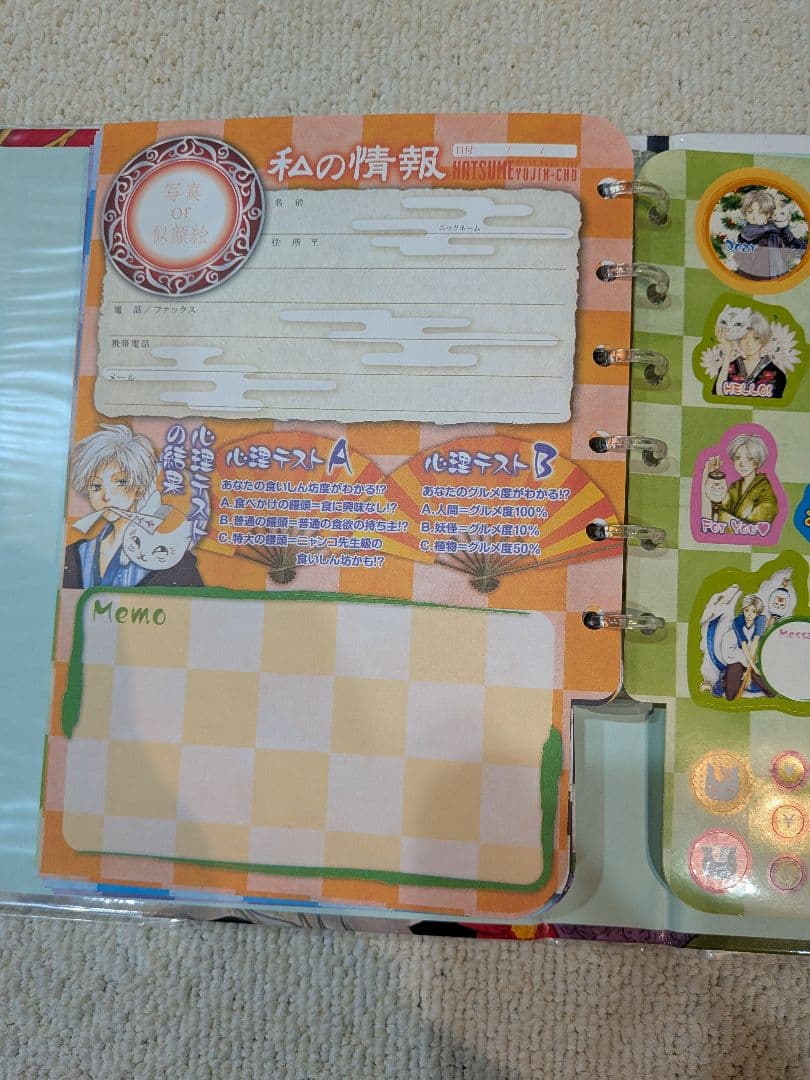 私の情報
日付 / / /
NATSUME YUJIN-CHO
写真
or
似顔絵
名 前
ニックネーム
住 所 〒
電 話/ファックス
携帯電話
メール
心理テスト
の結果
心理テストA
あなたの食いしん坊度がわかる!?
A.食べかけの饅頭=食に興味なし!?
B.普通の饅頭=普通の食欲の持ち主!?
C.特大の饅頭=ニャンコ先生級の
食いしん坊かも!?
心理テストB
あなたのグルメ度がわかる!?
A.人間=グルメ度100%
B.妖怪=グルメ度10%
C.植物=グルメ度50%
Memo
Dear
HELLO!
FOR YOU♥
Messa
¥